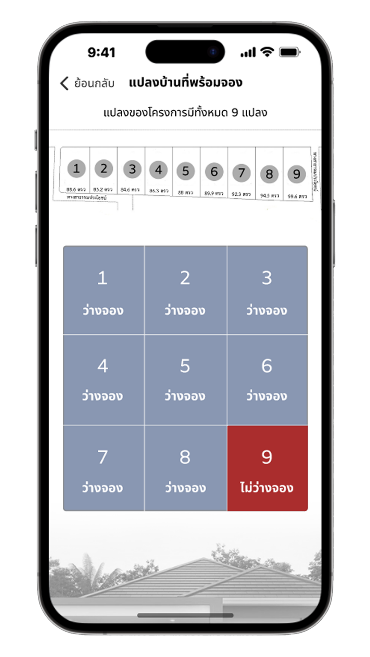 9:41
ย้อนกลับ แปลงบ้านที่พร้อมจอง
แปลงของโครงการมีทั้งหมด 9 แปลง
1 2 3 4 5 6 7 8 9
1 2 3
ว่างจอง ว่างจอง ว่างจอง
4 5 6
ว่างจอง ว่างจอง ว่างจอง
7 8 9
ว่างจอง ว่างจอง ไม่ว่างจอง